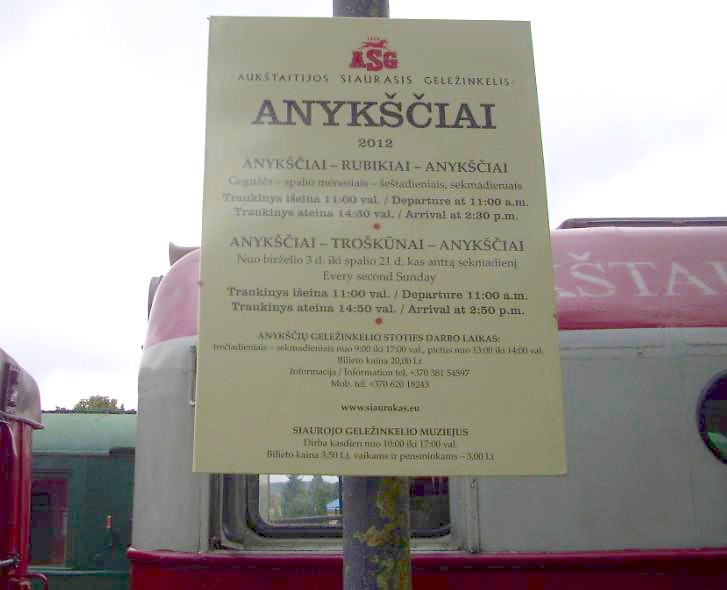 1899
ASG
·AUKŠTAITIJOS SIAURASIS GELEŽINKELIS·
ANYKŠČIAI
2012
ANYKŠČIAI – RUBIKIAI – ANYKŠČIAI
Gegužės – spalio mėnesiais – šeštadieniais, sekmadieniais
Traukinys išeina 11:00 val. / Departure at 11:00 a.m.
Traukinys ateina 14:30 val. / Arrival at 2:30 p.m.
ANYKŠČIAI – TROŠKŪNAI – ANYKŠČIAI
Nuo birželio 3 d. iki spalio 21 d. kas antrą sekmadienį
Every second Sunday
Traukinys išeina 11:00 val. / Departure 11:00 a.m.
Traukinys ateina 14:50 val. / Arrival at 2:50 p.m.
ANYKŠČIŲ GELEŽINKELIO STOTIES DARBO LAIKAS:
trečiadieniais – sekmadieniais nuo 9:00 iki 17:00 val., pietūs nuo 13:00 iki 14:00 val.
Bilieto kaina 20,00 Lt
Informacija / Information tel. +370 381 54597
Mob. tel. +370 620 18243
www.siaurukas.eu
SIAUROJO GELEŽINKELIO MUZIEJUS
Dirba kasdien nuo 10:00 iki 17:00 val.
Bilieto kaina 3,50 Lt, vaikams ir pensininkams – 3,00 Lt
KŠTAI